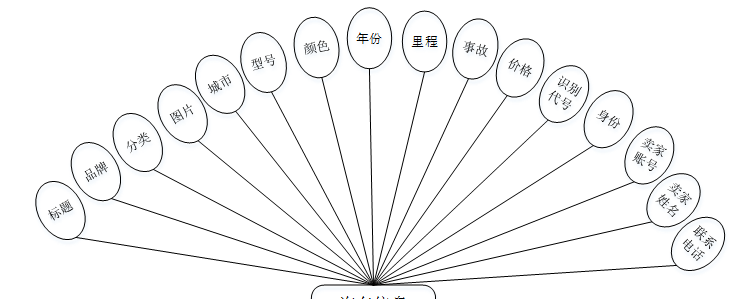 标题
品牌
分类
图片
城市
型号
颜色
年份
里程
事故
价格
识别
代号
身份
卖家
账号
卖家
姓名
联系
电话